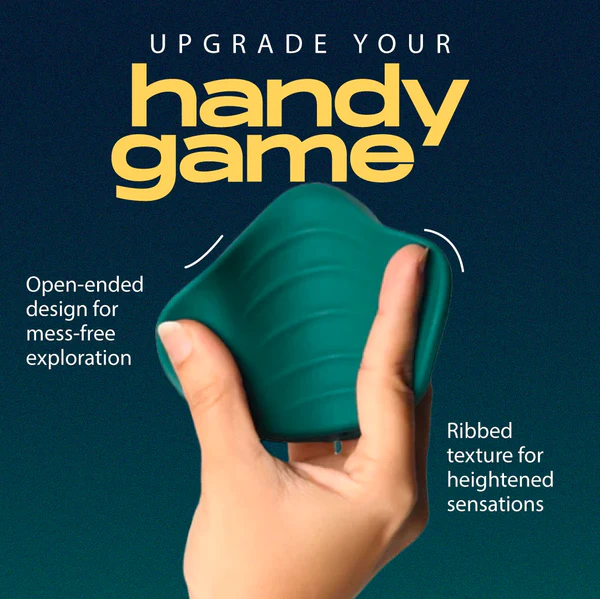 UPGRADE YOUR
handy
game
Open-ended
design for
mess-free
exploration
Ribbed
texture for
heightened
sensations